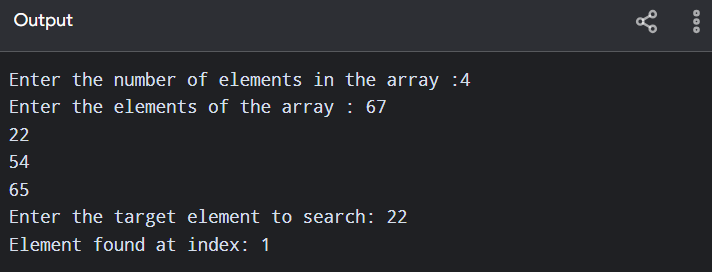 Output
Enter the number of elements in the array :4
Enter the elements of the array : 67
22
54
65
Enter the target element to search: 22
Element found at index: 1